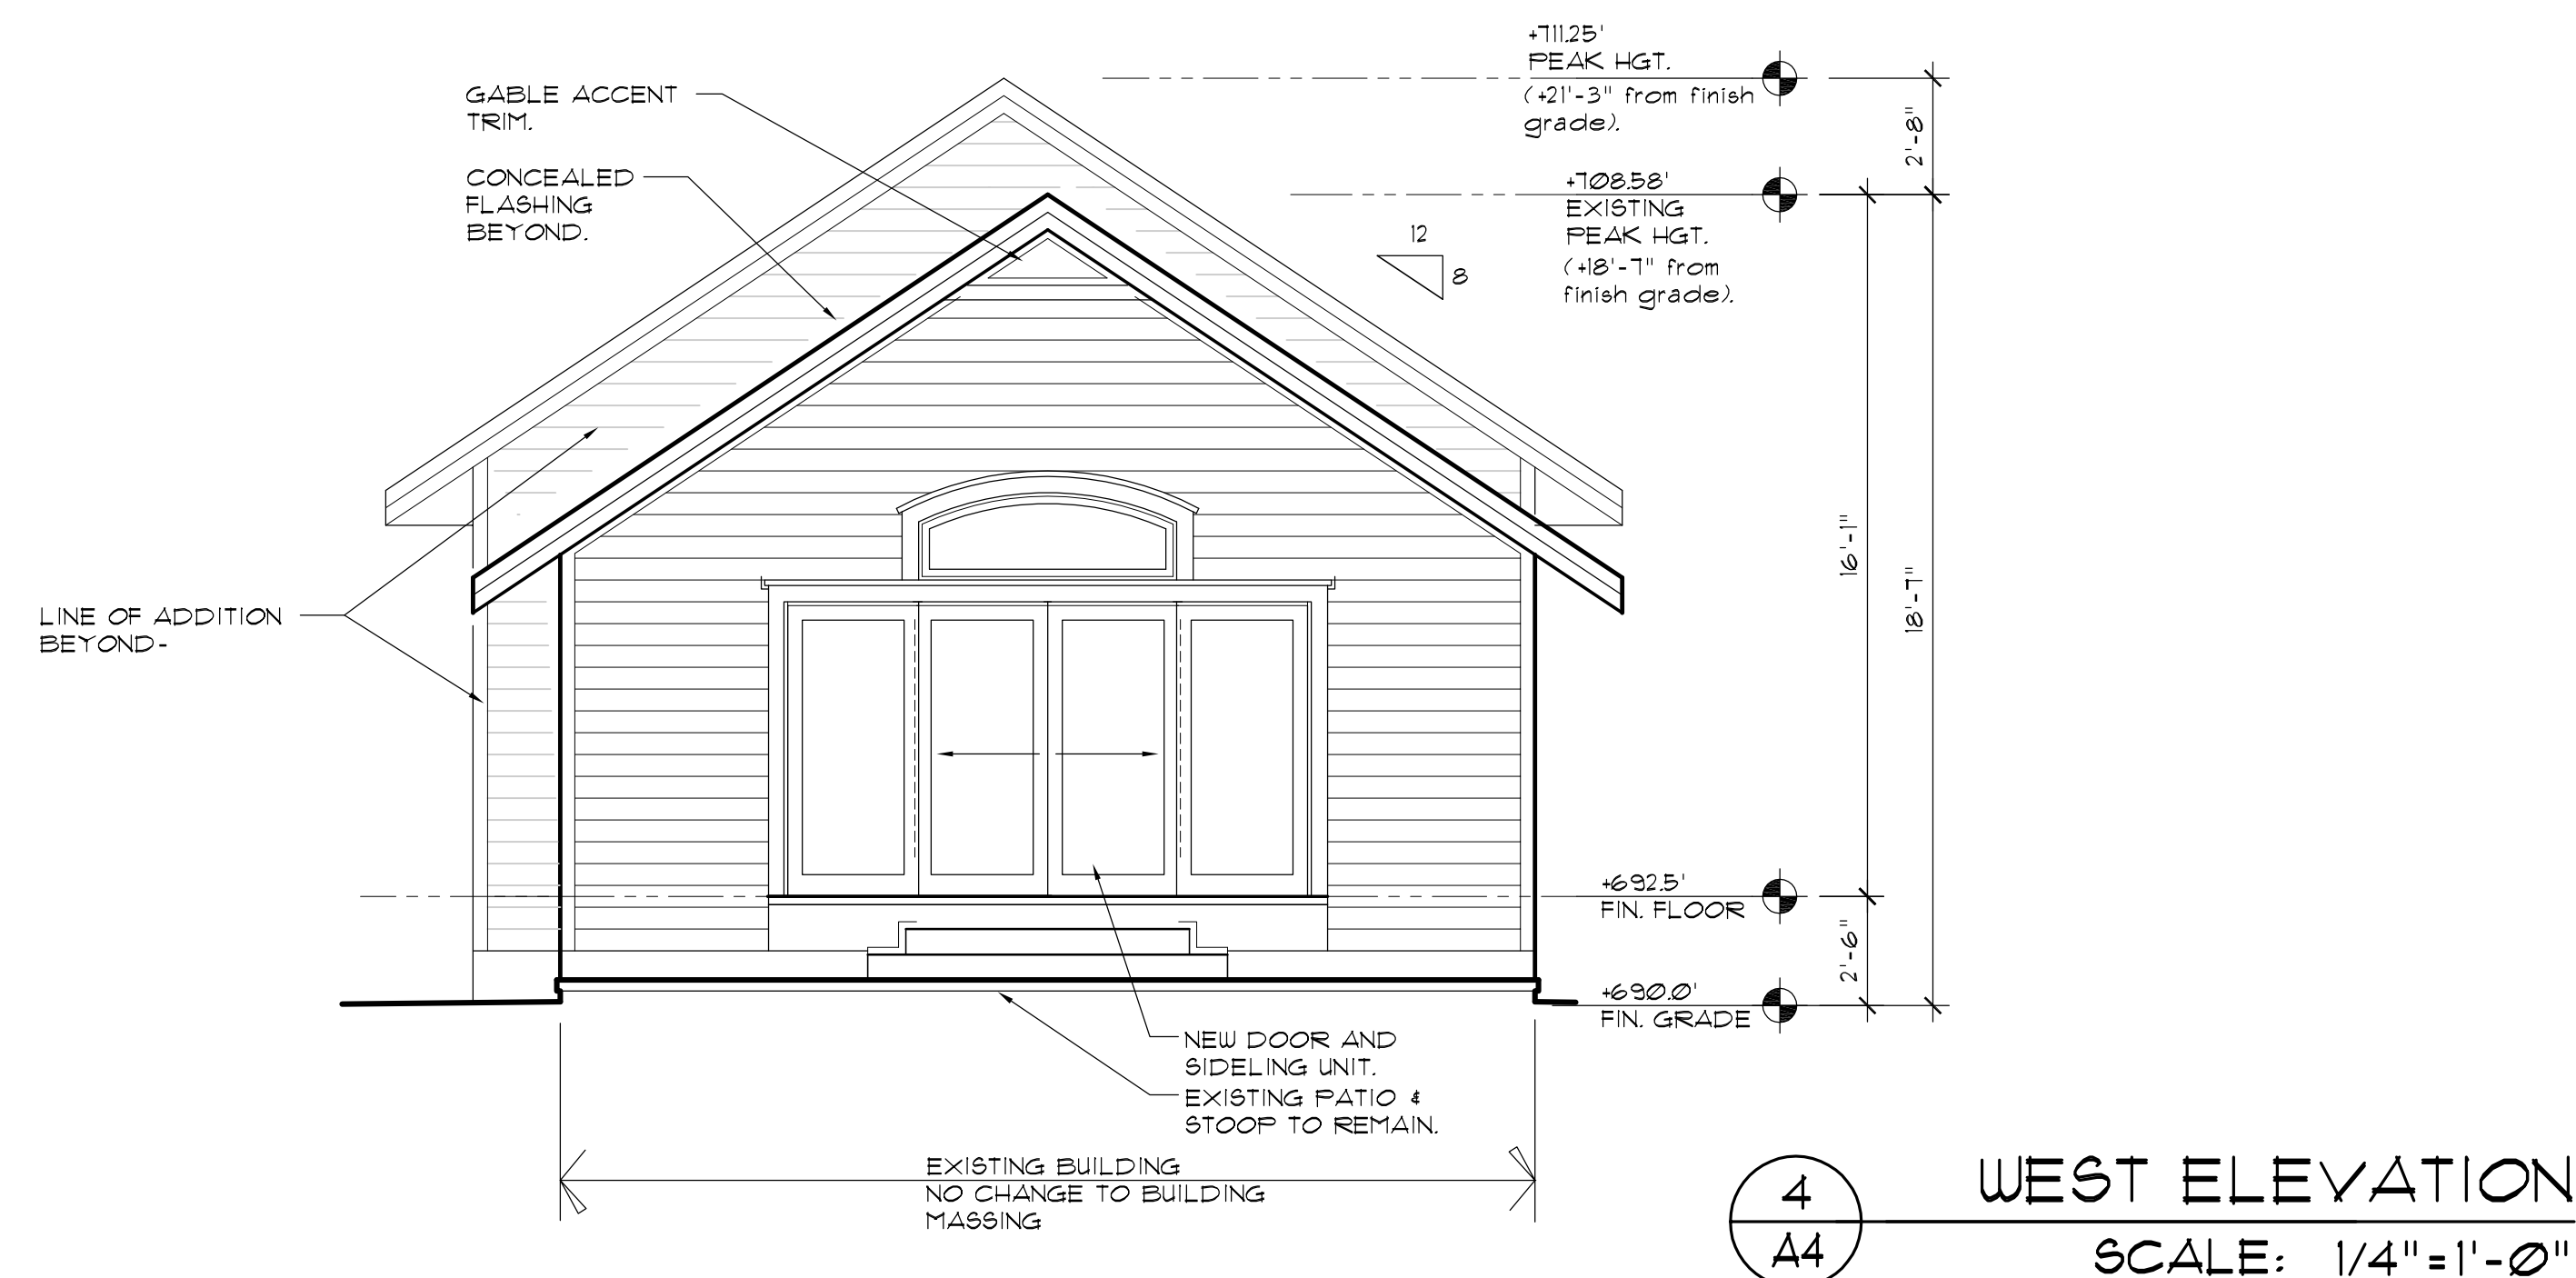 +711.25'
PEAK HGT.
(+21'-3" from finish
grade).
GABLE ACCENT
TRIM.
2'-8"
CONCEALED
FLASHING
BEYOND.
+708.58'
EXISTING
PEAK HGT.
(+18'-7" from
finish grade).
12
8
16'-1"
18'-7"
LINE OF ADDITION
BEYOND-
+692.5'
FIN. FLOOR
2'-6"
+690.0'
FIN. GRADE
NEW DOOR AND
SIDELING UNIT.
EXISTING PATIO &
STOOP TO REMAIN.
EXISTING BUILDING
NO CHANGE TO BUILDING
MASSING
4
A4
WEST ELEVATION
SCALE: 1/4"=1'-0"